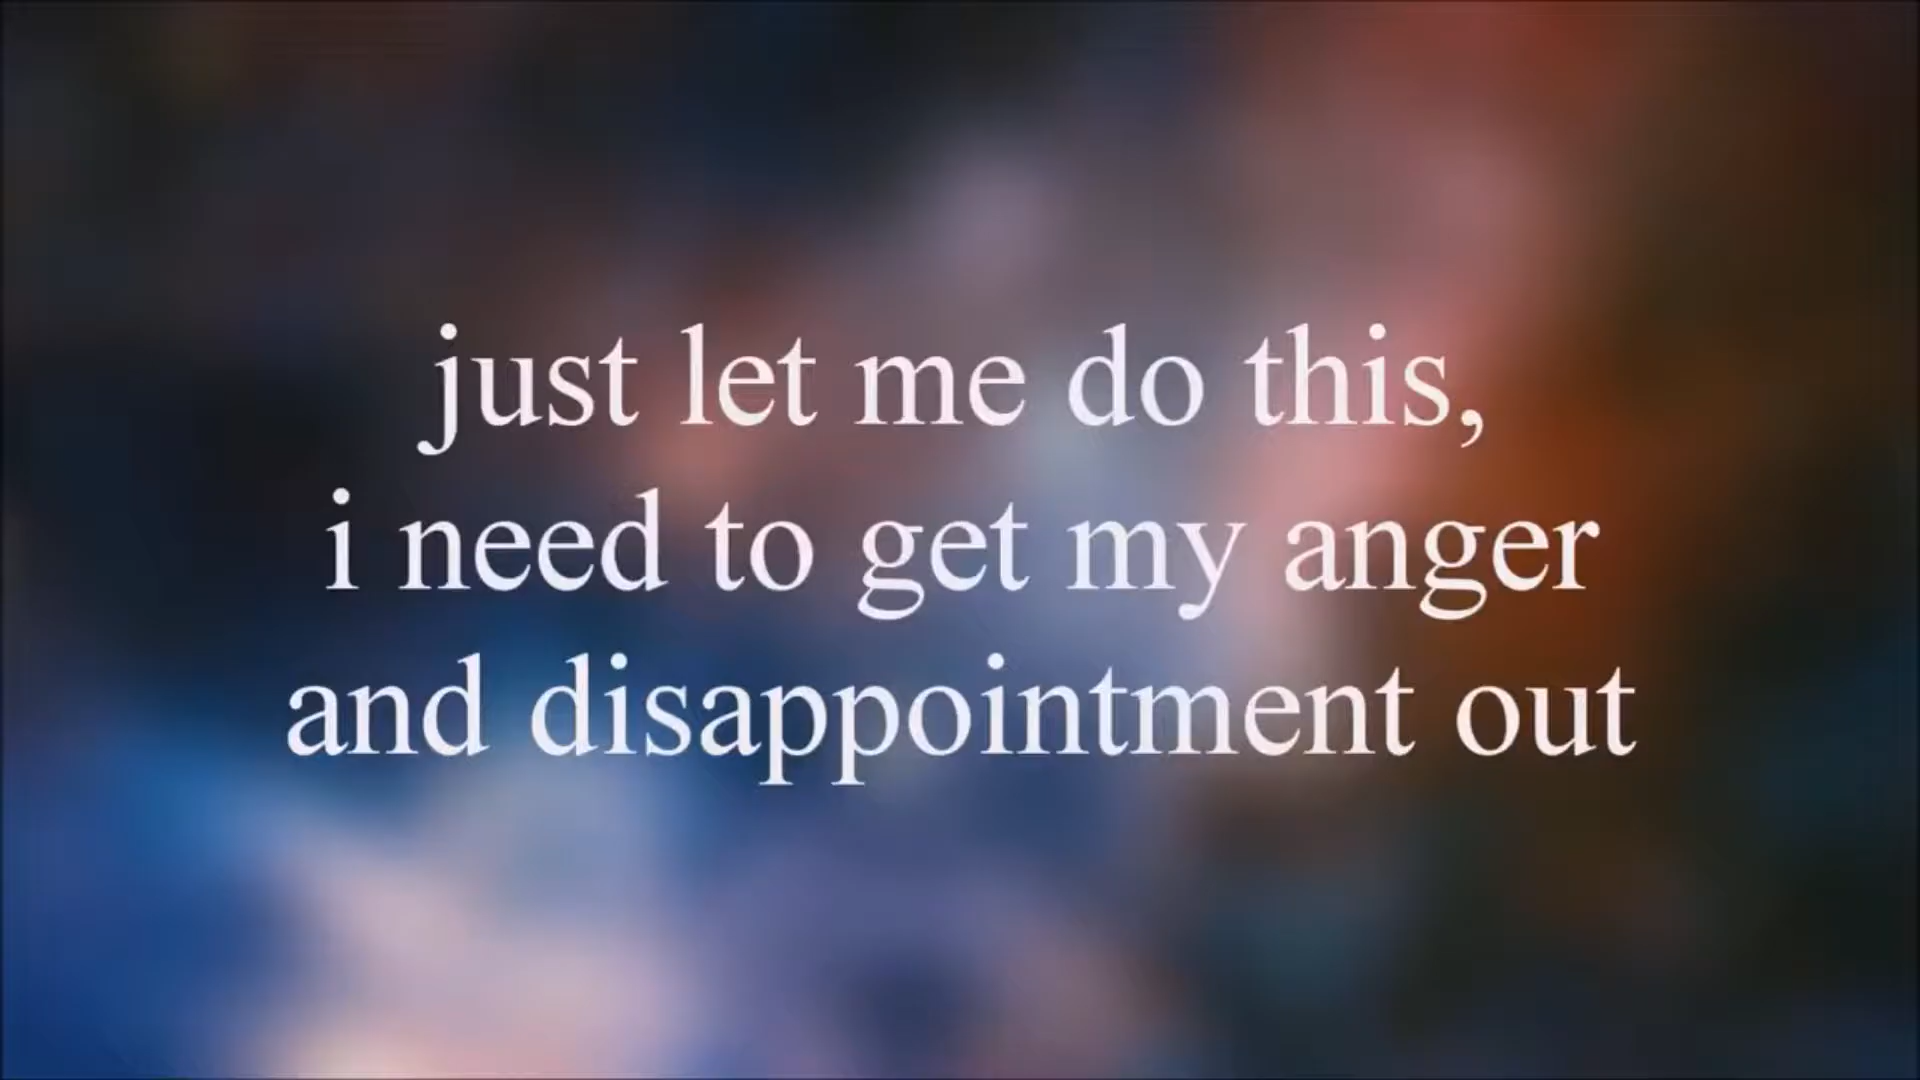 just let me do this,
i need to get my anger
and disappointment out